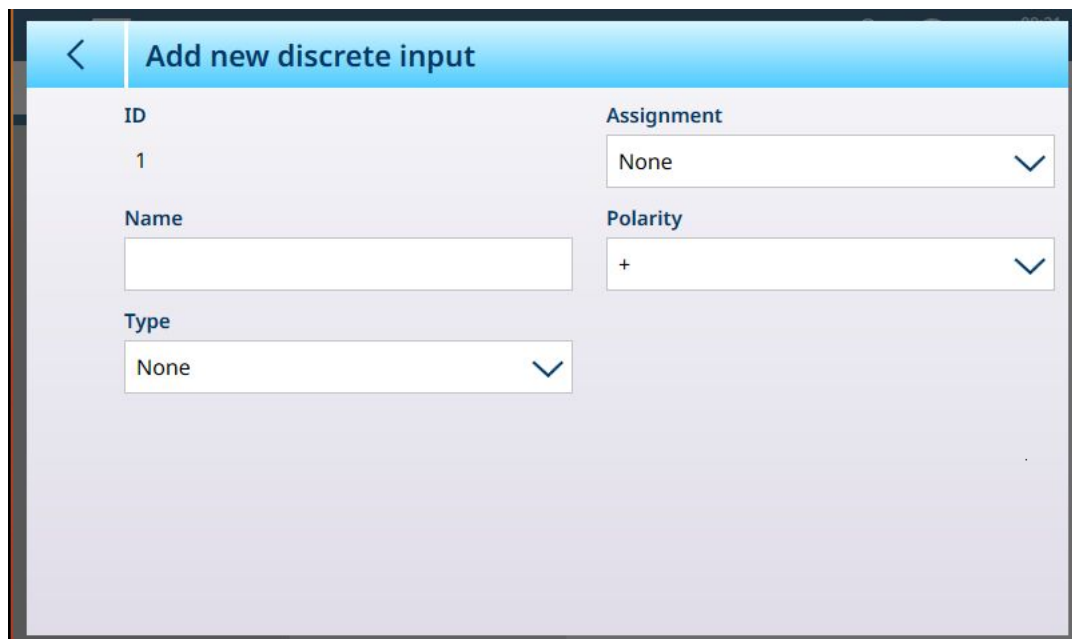 Add new discrete input
ID
1
Assignment
None
Name
Polarity
+
Type
None